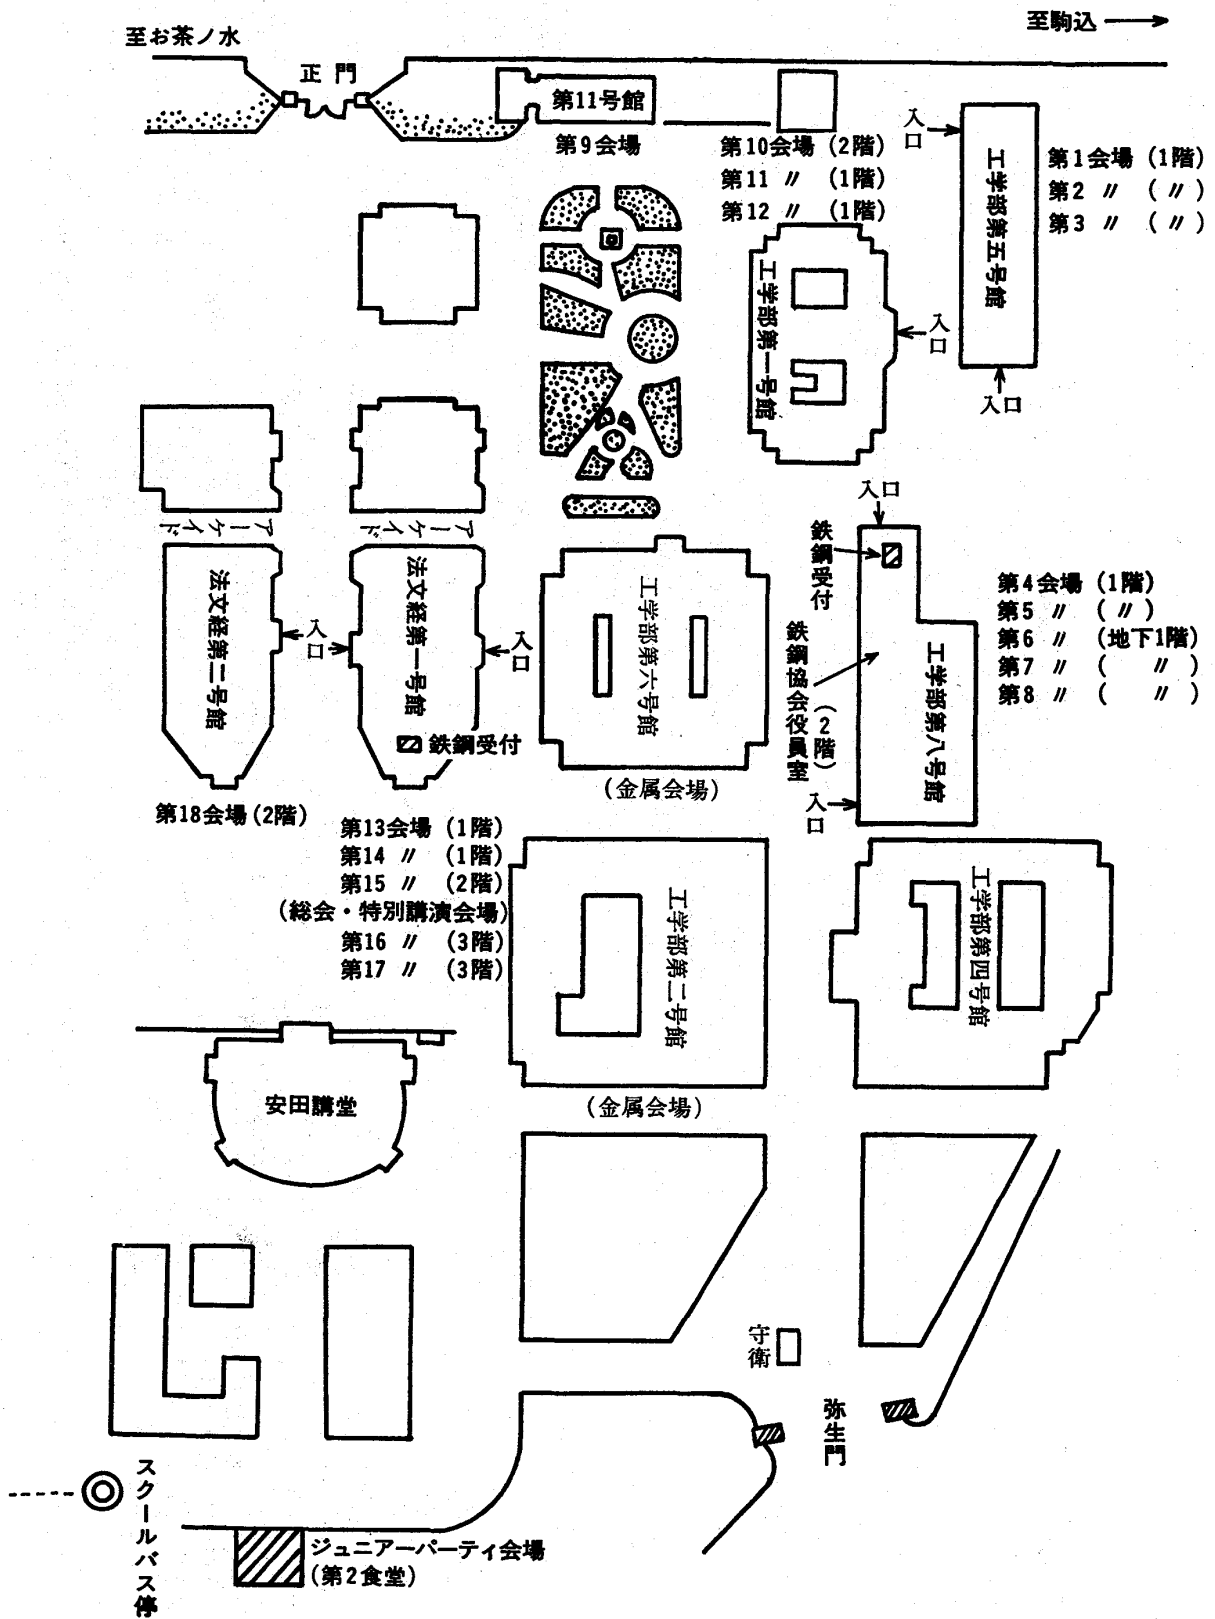 至お茶ノ水
至駒込
正門
第11号館
第9会場
第10会場(2階)
第11 〃 (1階)
第12 〃 (1階)
入口
工学部第五号館
第1会場(1階)
第2 〃 (〃)
第3 〃 (〃)
入口
工学部第一号館
入口
アーケイド
アーケイド
法文経第二号館
入口
法文経第一号館
入口
鉄鋼受付
工学部第六号館
(金属会場)
入口
鉄鋼受付
鉄鋼協会役員室
(2階)
工学部第八号館
入口
第4会場(1階)
第5 〃 (〃)
第6 〃 (地下1階)
第7 〃 ( 〃 )
第8 〃 ( 〃 )
第18会場(2階)
第13会場(1階)
第14 〃 (1階)
第15 〃 (2階)
(総会・特別講演会場)
第16 〃 (3階)
第17 〃 (3階)
工学部第二号館
(金属会場)
工学部第四号館
安田講堂
守衛
弥生門
スクールバス停
ジュニアーパーティ会場
(第2食堂)